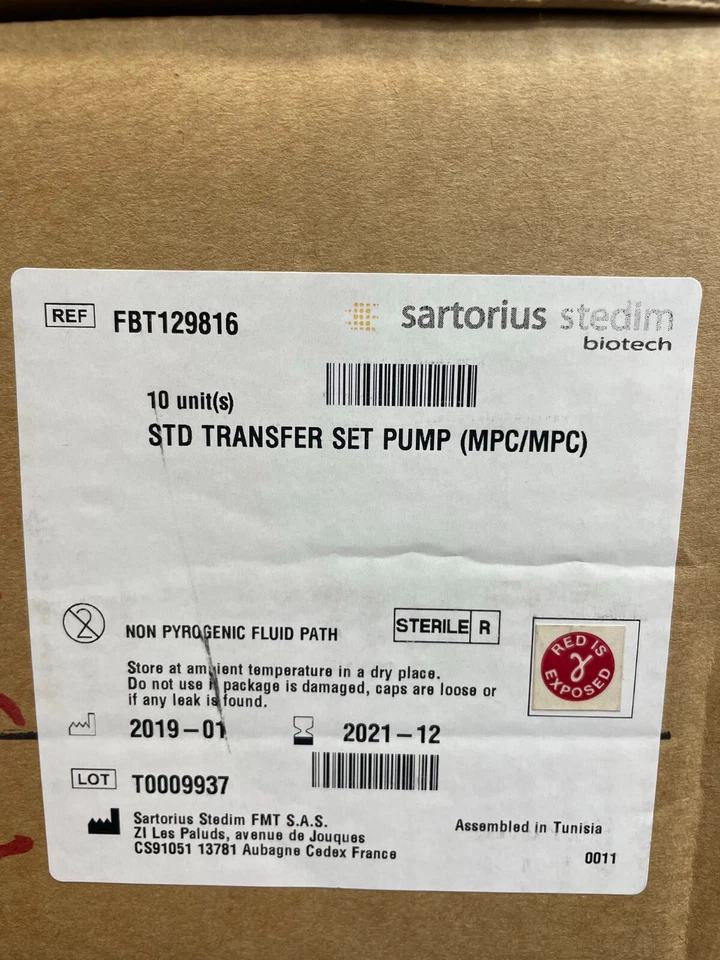 REF FBT129816
sartorius stedim
biotech
10 unit(s)
STD TRANSFER SET PUMP (MPC/MPC)
2
NON PYROGENIC FLUID PATH
STERILE R
RED IS
γ
EXPOSED
Store at ambient temperature in a dry place.
Do not use if package is damaged, caps are loose or
if any leak is found.
2019-01
2021-12
LOT T0009937
Sartorius Stedim FMT S.A.S.
ZI Les Paluds, avenue de Jouques
CS91051 13781 Aubagne Cedex France
Assembled in Tunisia
0011